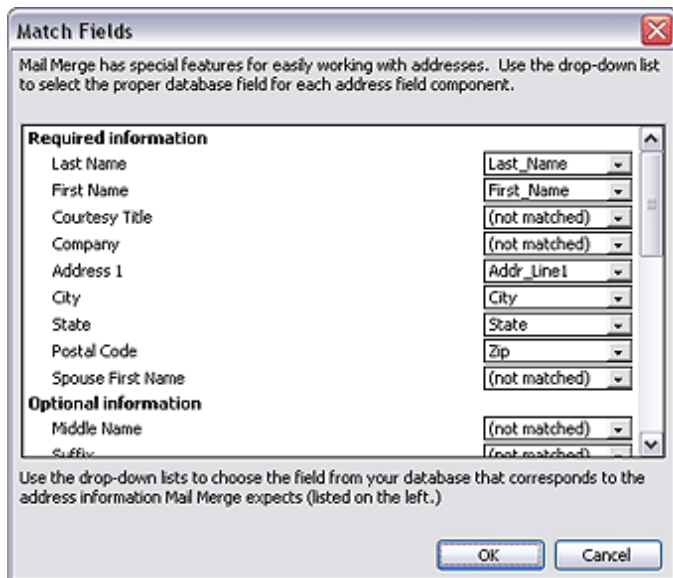 Match Fields
Mail Merge has special features for easily working with addresses. Use the drop-down list
to select the proper database field for each address field component.
Required information
Last Name Last_Name
First Name First_Name
Courtesy Title (not matched)
Company (not matched)
Address 1 Addr_Line1
City City
State State
Postal Code Zip
Spouse First Name (not matched)
Optional information
Middle Name (not matched)
Suffix (not matched)
Use the drop-down lists to choose the field from your database that corresponds to the
address information Mail Merge expects (listed on the left.)
OK Cancel